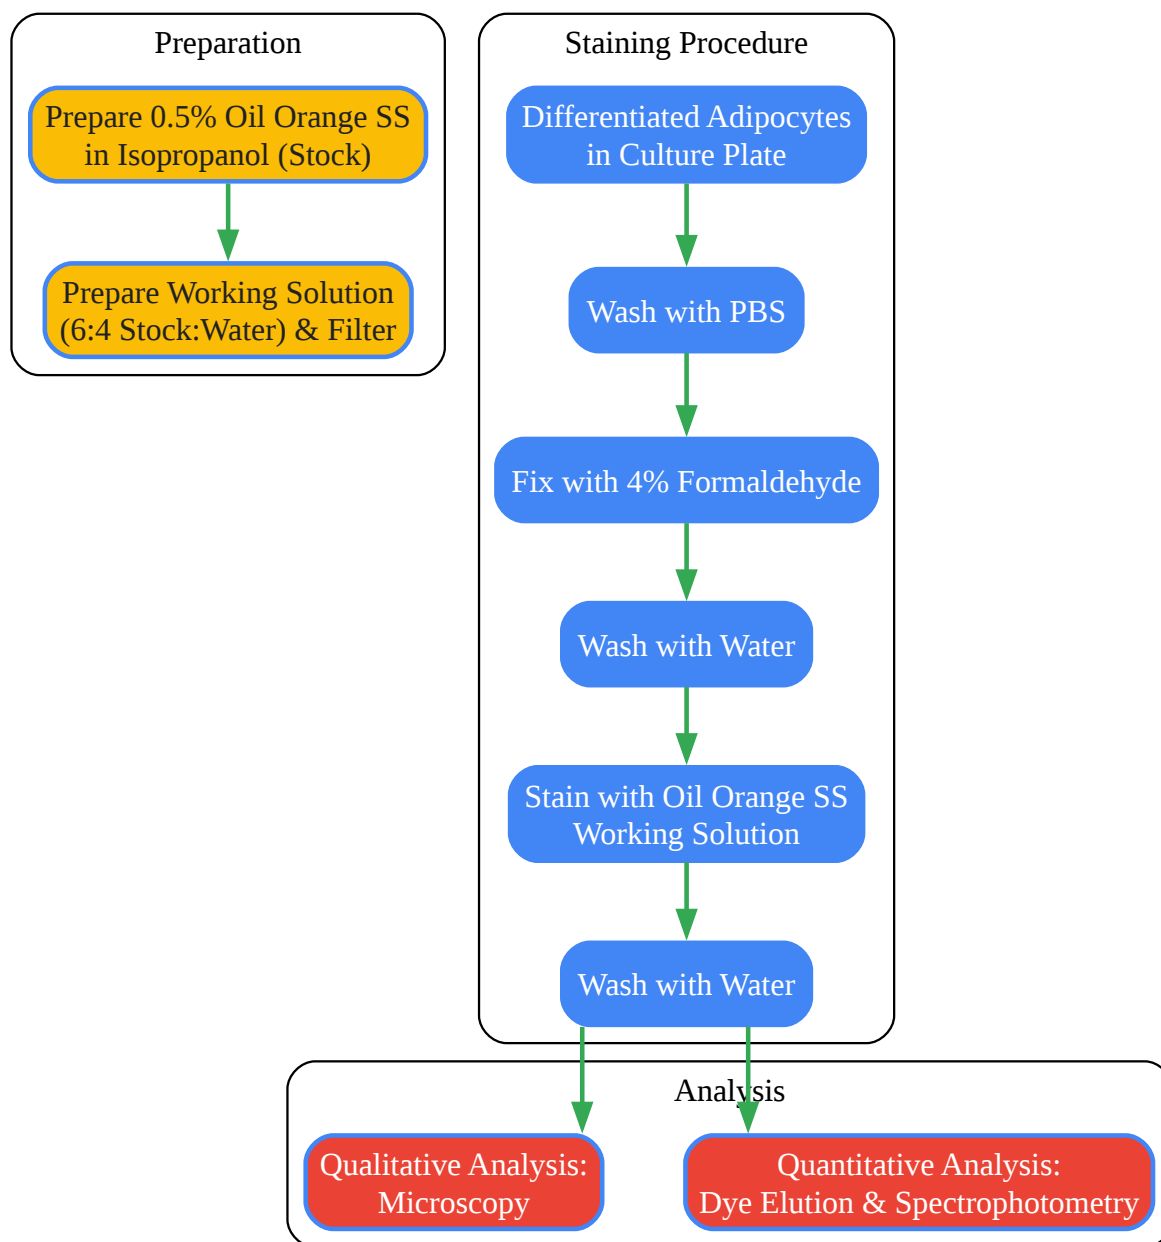 Preparation
Prepare 0.5% Oil Orange SS
in Isopropanol (Stock)
Prepare Working Solution
(6:4 Stock:Water) & Filter
Staining Procedure
Differentiated Adipocytes
in Culture Plate
Wash with PBS
Fix with 4% Formaldehyde
Wash with Water
Stain with Oil Orange SS
Working Solution
Wash with Water
Analysis
Qualitative Analysis:
Microscopy
Quantitative Analysis:
Dye Elution & Spectrophotometry